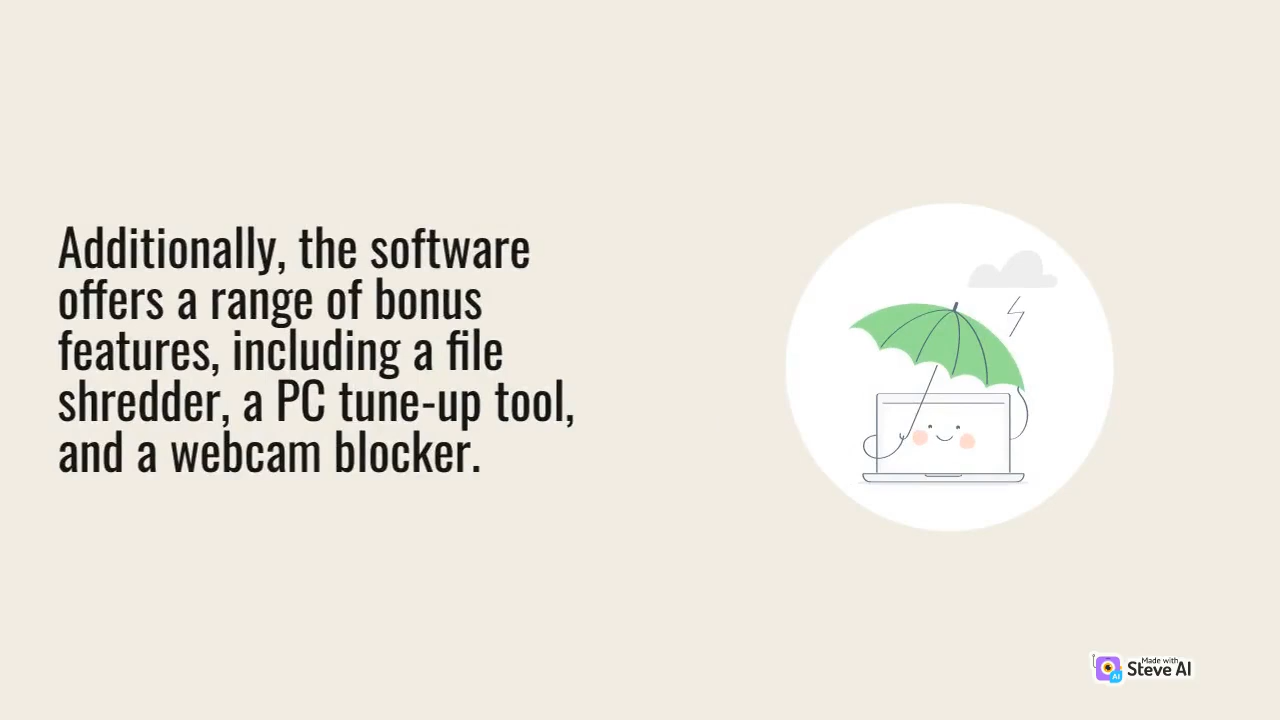 Additionally, the software
offers a range of bonus
features, including a file
shredder, a PC tune-up tool,
and a webcam blocker.
Made with
Steve AI
AI